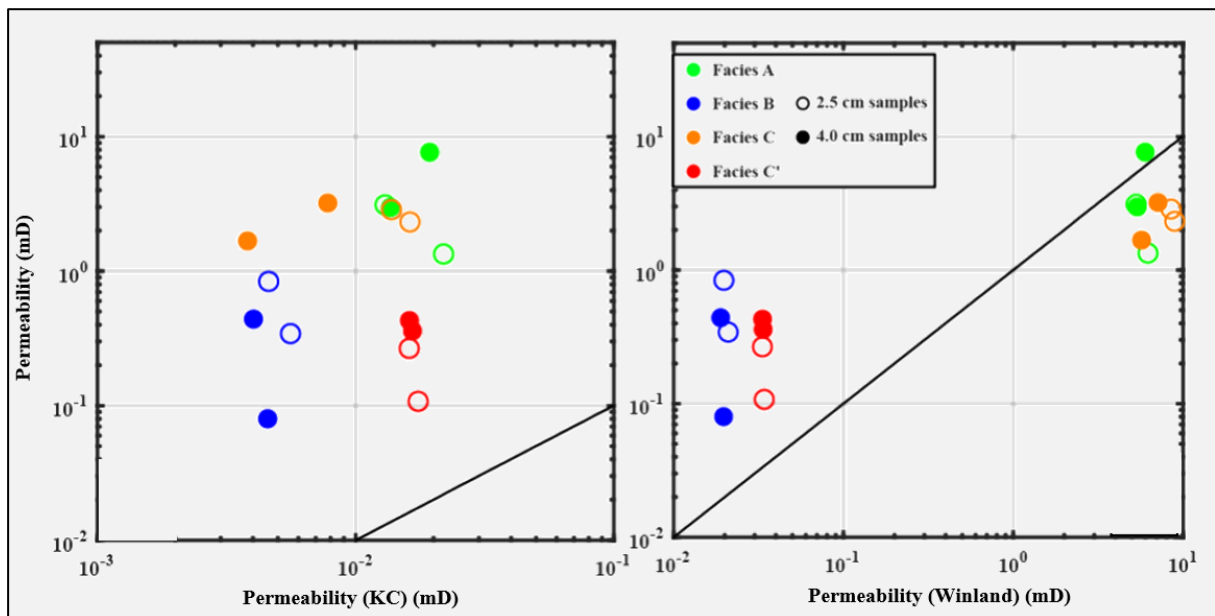 Permeability (mD)
10^1
10^0
10^-1
10^-2
10^-3
10^-2
10^-1
Permeability (KC) (mD)
Facies A
Facies B
2.5 cm samples
Facies C
4.0 cm samples
Facies C'
10^1
10^0
10^-1
10^-2
10^-2
10^-1
10^0
10^1
Permeability (Winland) (mD)